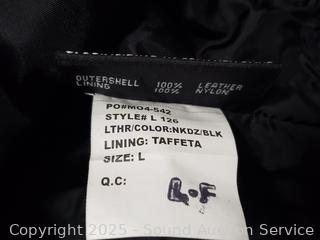 OUTERSHELL 100% LEATHER
LINING 100% NYLON
PO#MO4-542
STYLE# L 126
LTHR/COLOR:NKDZ/BLK
LINING: TAFFETA
SIZE: L
Q.C: L.F
Copyright 2025 - Sound Auction Service